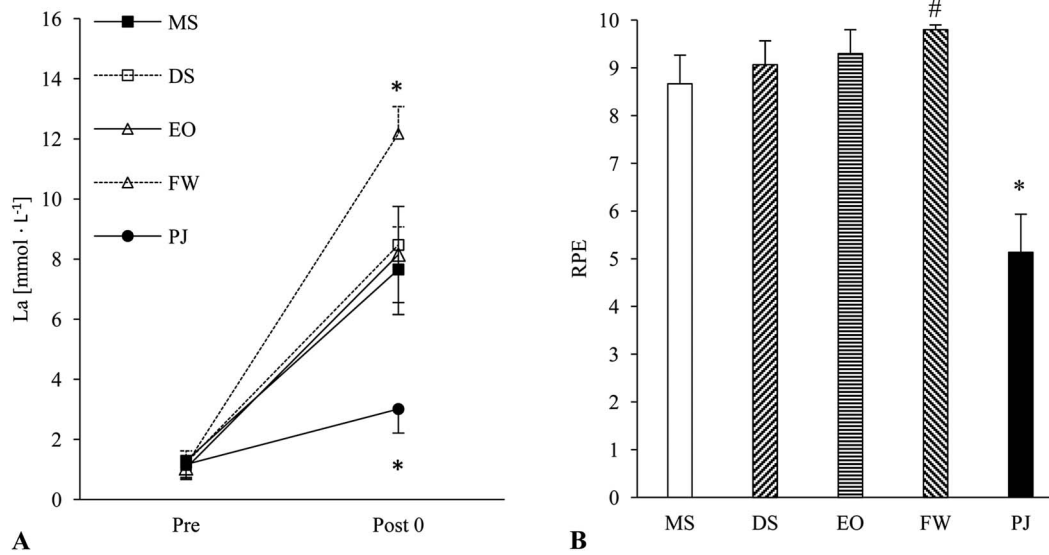 16
14
12
10
8
6
4
2
0
La [mmol · L⁻¹]
MS
DS
EO
FW
PJ
*
*
Pre Post 0
A
10
9
8
7
6
5
4
3
2
1
0
RPE
#
*
MS DS EO FW PJ
B